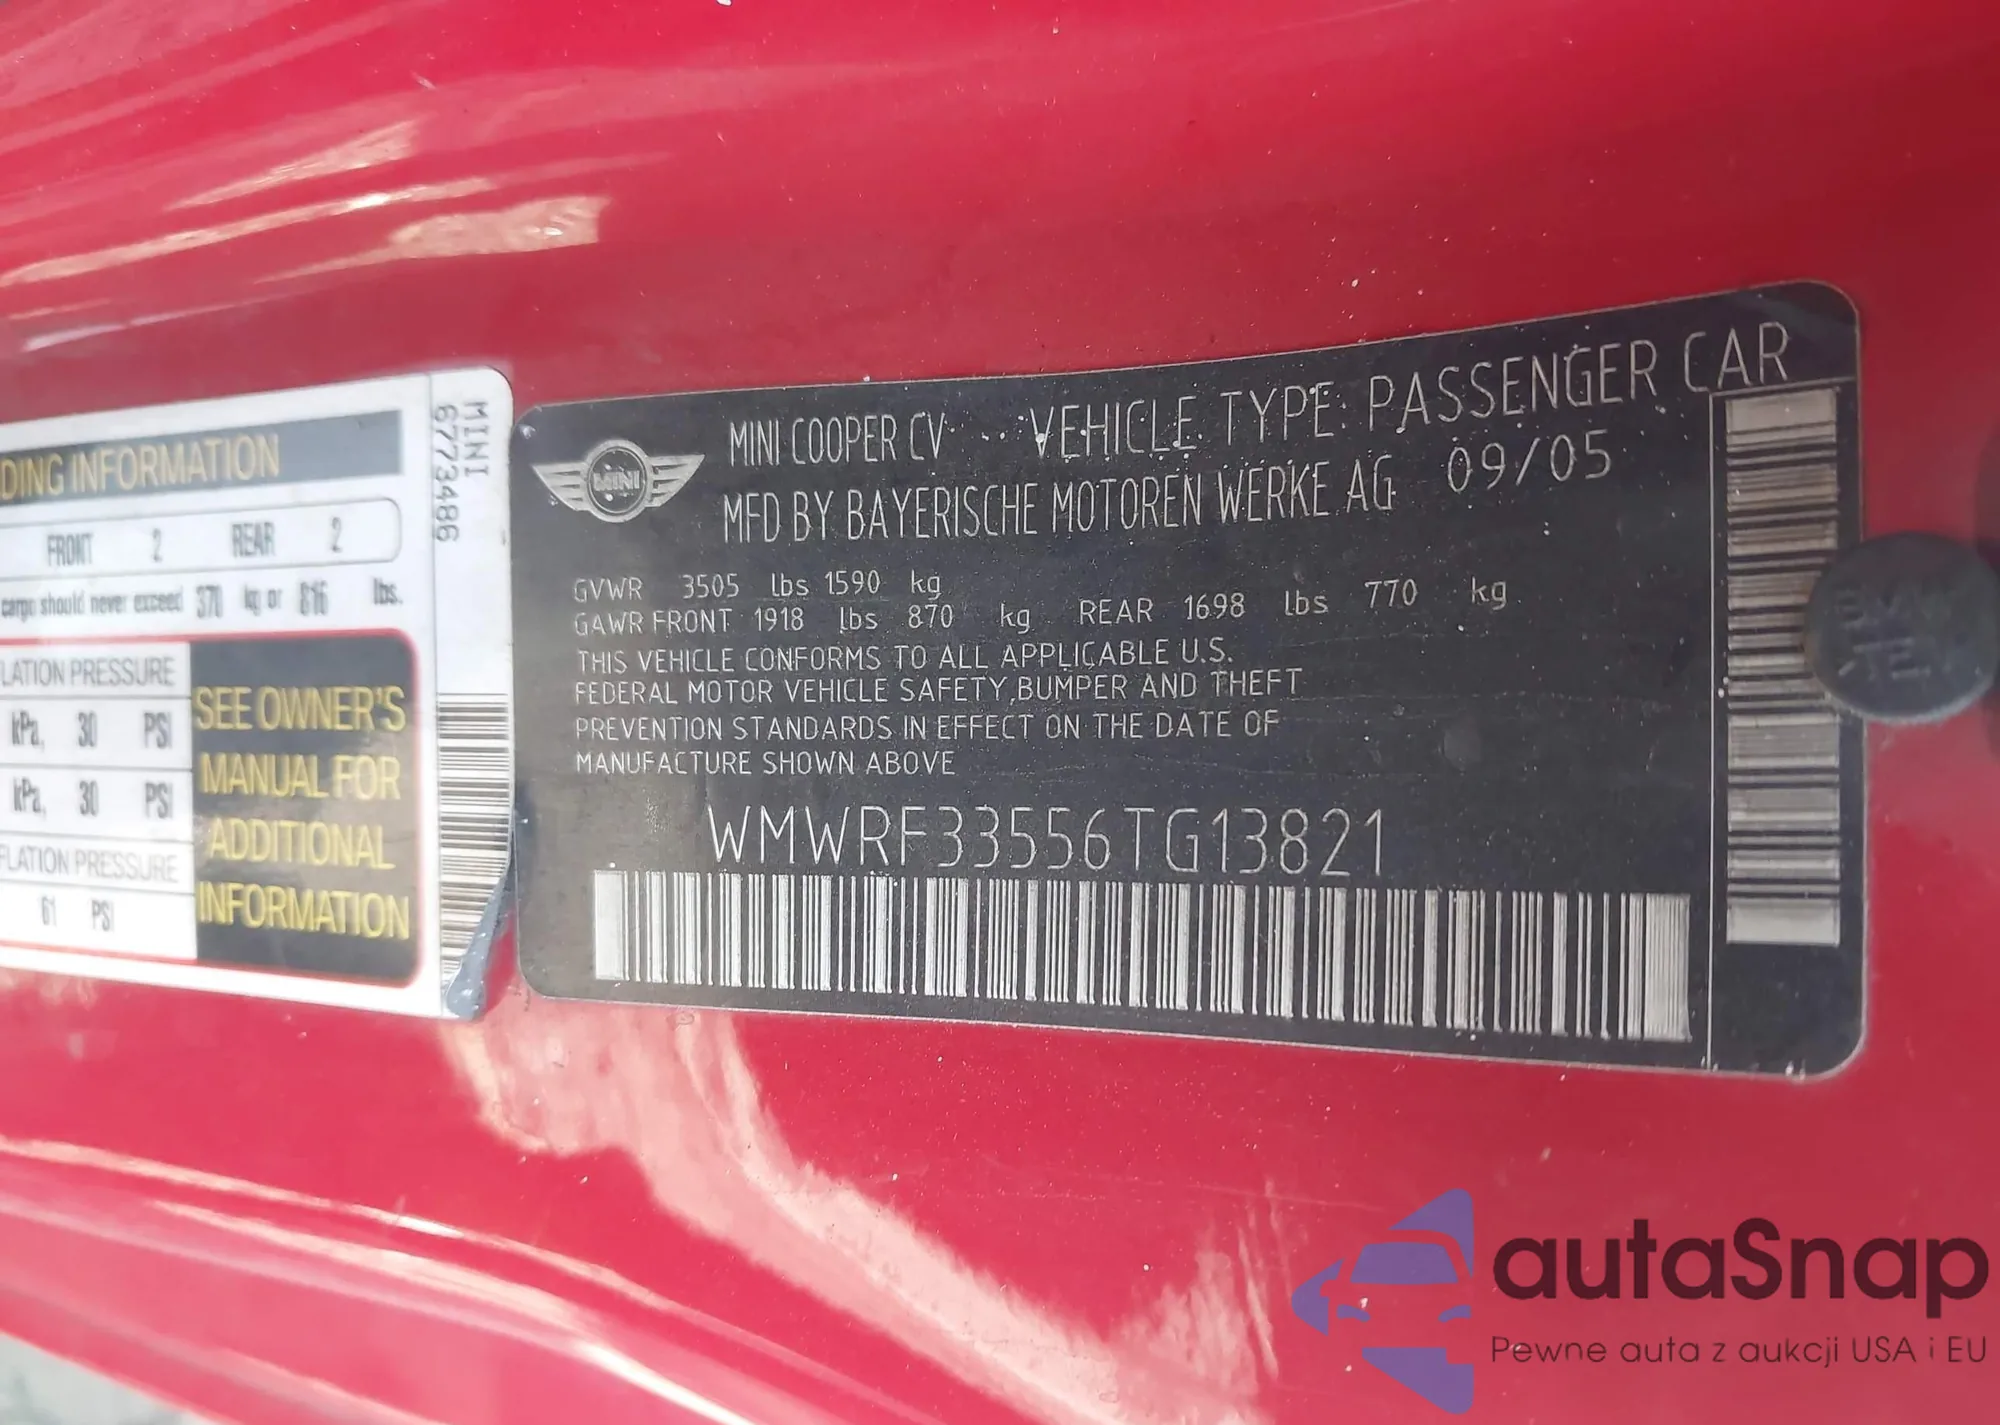 DING INFORMATION
FRONT 2 REAR 2
cargo should never exceed 370 kg or 816 lbs.
LATION PRESSURE
kPa, 30 PSI
kPa, 30 PSI
FLATION PRESSURE
61 PSI
SEE OWNER'S
MANUAL FOR
ADDITIONAL
INFORMATION
MINI
6773486
MINI
MINI COOPER CV VEHICLE TYPE: PASSENGER CAR
MFD BY BAYERISCHE MOTOREN WERKE AG 09/05
GVWR 3505 lbs 1590 kg
GAWR FRONT 1918 lbs 870 kg REAR 1698 lbs 770 kg
THIS VEHICLE CONFORMS TO ALL APPLICABLE U.S.
FEDERAL MOTOR VEHICLE SAFETY,BUMPER AND THEFT
PREVENTION STANDARDS IN EFFECT ON THE DATE OF
MANUFACTURE SHOWN ABOVE
WMWRF33556TG13821
autaSnap
Pewne auta z aukcji USA i EU